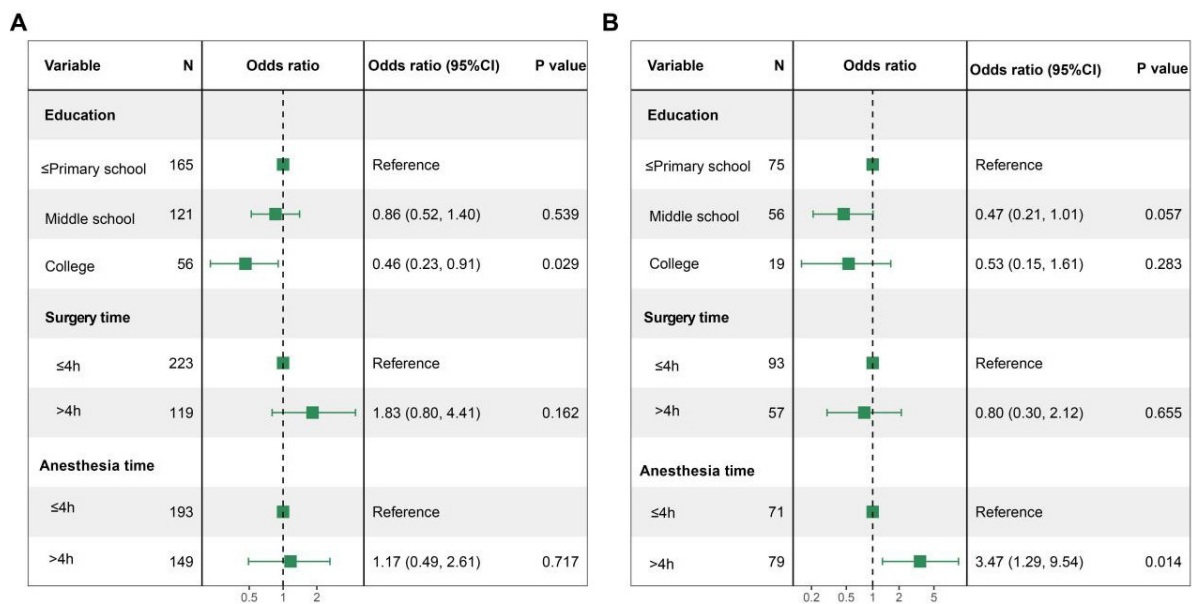 A
Variable N Odds ratio Odds ratio (95%CI) P value
Education
≤Primary school 165 Reference
Middle school 121 0.86 (0.52, 1.40) 0.539
College 56 0.46 (0.23, 0.91) 0.029
Surgery time
≤4h 223 Reference
>4h 119 1.83 (0.80, 4.41) 0.162
Anesthesia time
≤4h 193 Reference
>4h 149 1.17 (0.49, 2.61) 0.717
0.5 1 2
B
Variable N Odds ratio Odds ratio (95%CI) P value
Education
≤Primary school 75 Reference
Middle school 56 0.47 (0.21, 1.01) 0.057
College 19 0.53 (0.15, 1.61) 0.283
Surgery time
≤4h 93 Reference
>4h 57 0.80 (0.30, 2.12) 0.655
Anesthesia time
≤4h 71 Reference
>4h 79 3.47 (1.29, 9.54) 0.014
0.2 0.5 1 2 5